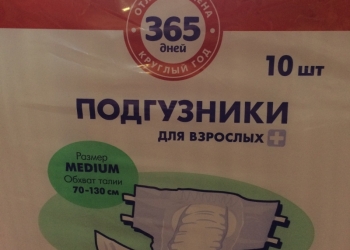 365
дней
КРУГЛЫЙ ГОД
10 шт
ПОДГУЗНИКИ
ДЛЯ ВЗРОСЛЫХ
Размер
MEDIUM
Обхват талии
70-130 см